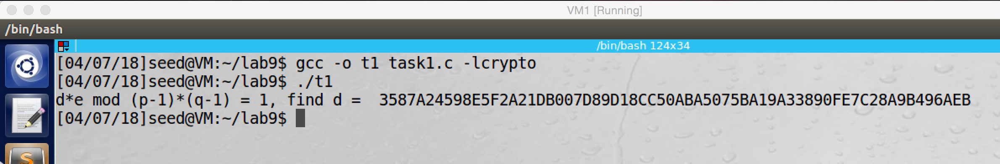 VM1 [Running]
/bin/bash
/bin/bash 124x34
[04/07/18]seed@VM:~/lab9$ gcc -o t1 task1.c -lcrypto
[04/07/18]seed@VM:~/lab9$ ./t1
d*e mod (p-1)*(q-1) = 1, find d =  3587A24598E5F2A21DB007D89D18CC50ABA5075BA19A33890FE7C28A9B496AEB
[04/07/18]seed@VM:~/lab9$